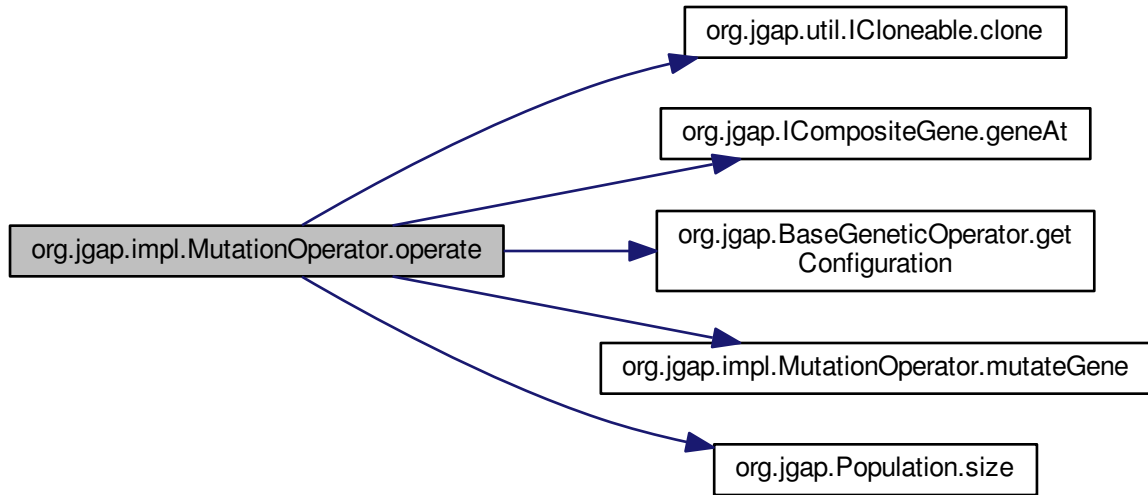 org.jgap.util.ICloneable.clone
org.jgap.ICompositeGene.geneAt
org.jgap.impl.MutationOperator.operate
org.jgap.BaseGeneticOperator.get
Configuration
org.jgap.impl.MutationOperator.mutateGene
org.jgap.Population.size